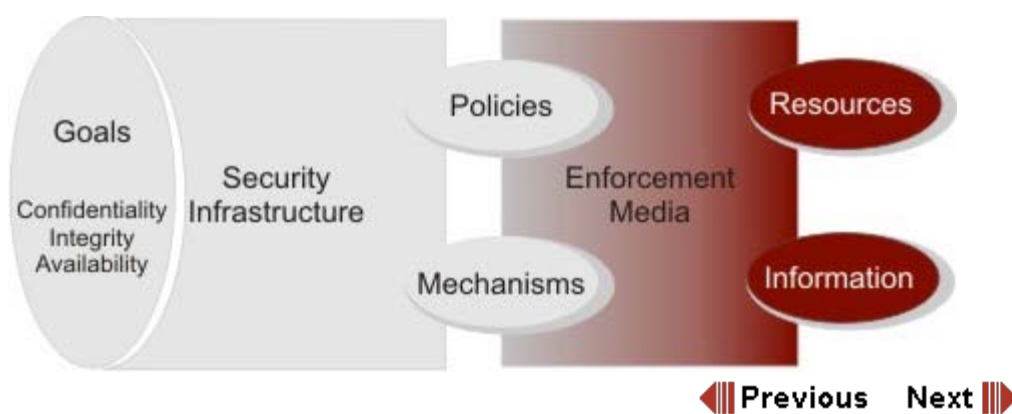 Goals
Confidentiality
Integrity
Availability
Security
Infrastructure
Policies
Mechanisms
Enforcement
Media
Resources
Information
Previous Next